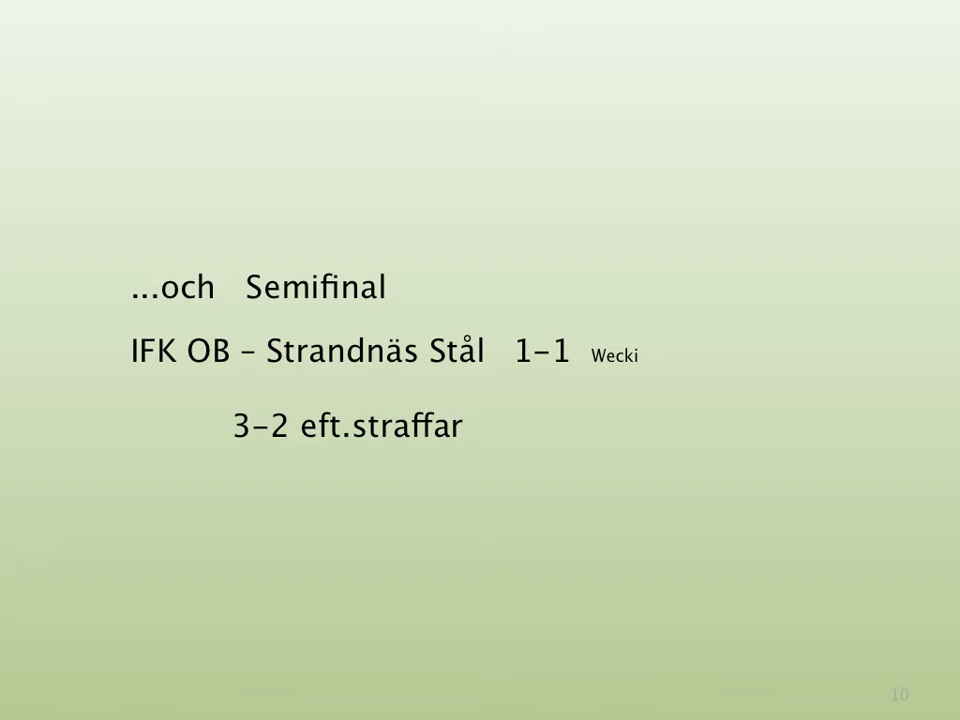 ...och Semifinal
IFK OB – Strandnäs Stål 1-1 Wecki
3-2 eft.straffar
10